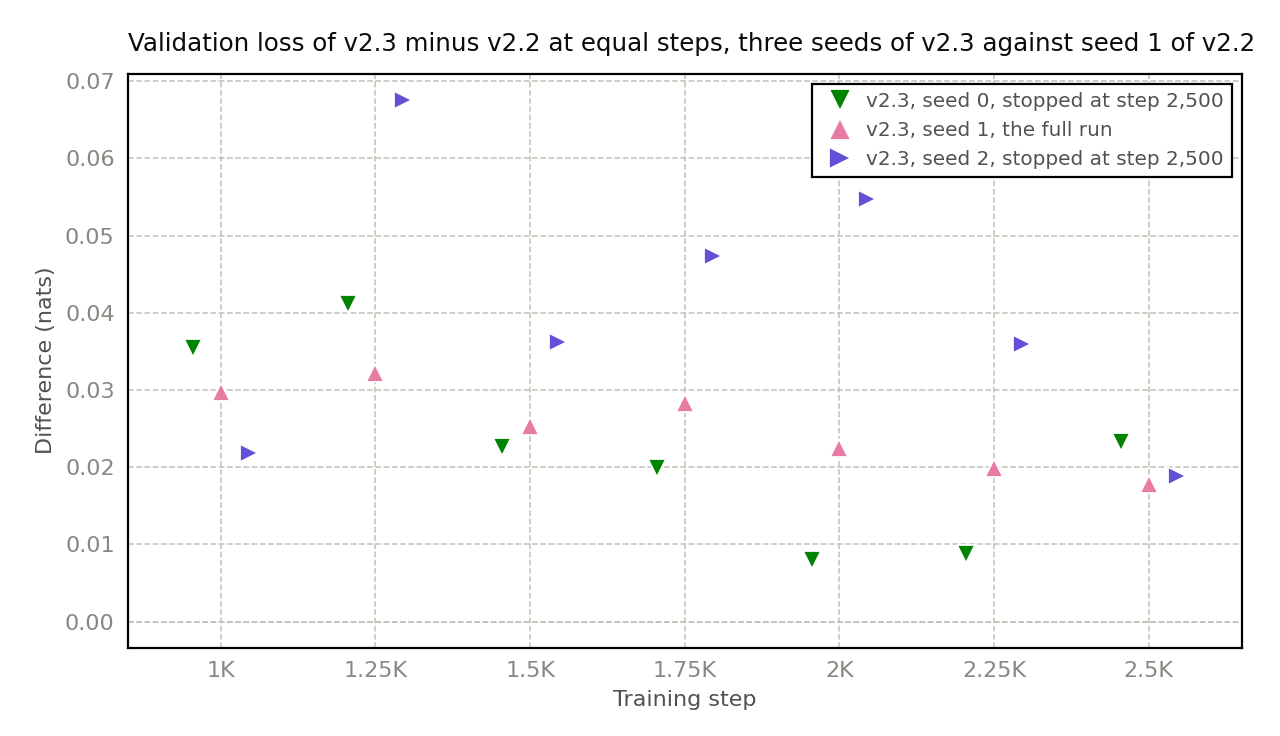 Validation loss of v2.3 minus v2.2 at equal steps, three seeds of v2.3 against seed 1 of v2.2
0.07
0.06
0.05
0.04
0.03
0.02
0.01
0.00
Difference (nats)
v2.3, seed 0, stopped at step 2,500
v2.3, seed 1, the full run
v2.3, seed 2, stopped at step 2,500
1K
1.25K
1.5K
1.75K
2K
2.25K
2.5K
Training step